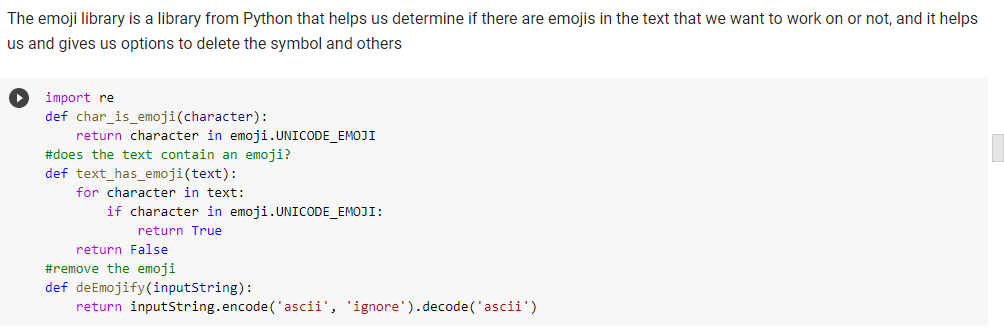 The emoji library is a library from Python that helps us determine if there are emojis in the text that we want to work on or not, and it helps
us and gives us options to delete the symbol and others
import re
def char_is_emoji(character):
    return character in emoji.UNICODE_EMOJI
#does the text contain an emoji?
def text_has_emoji(text):
    for character in text:
        if character in emoji.UNICODE_EMOJI:
            return True
    return False
#remove the emoji
def deEmojify(inputString):
    return inputString.encode('ascii', 'ignore').decode('ascii')